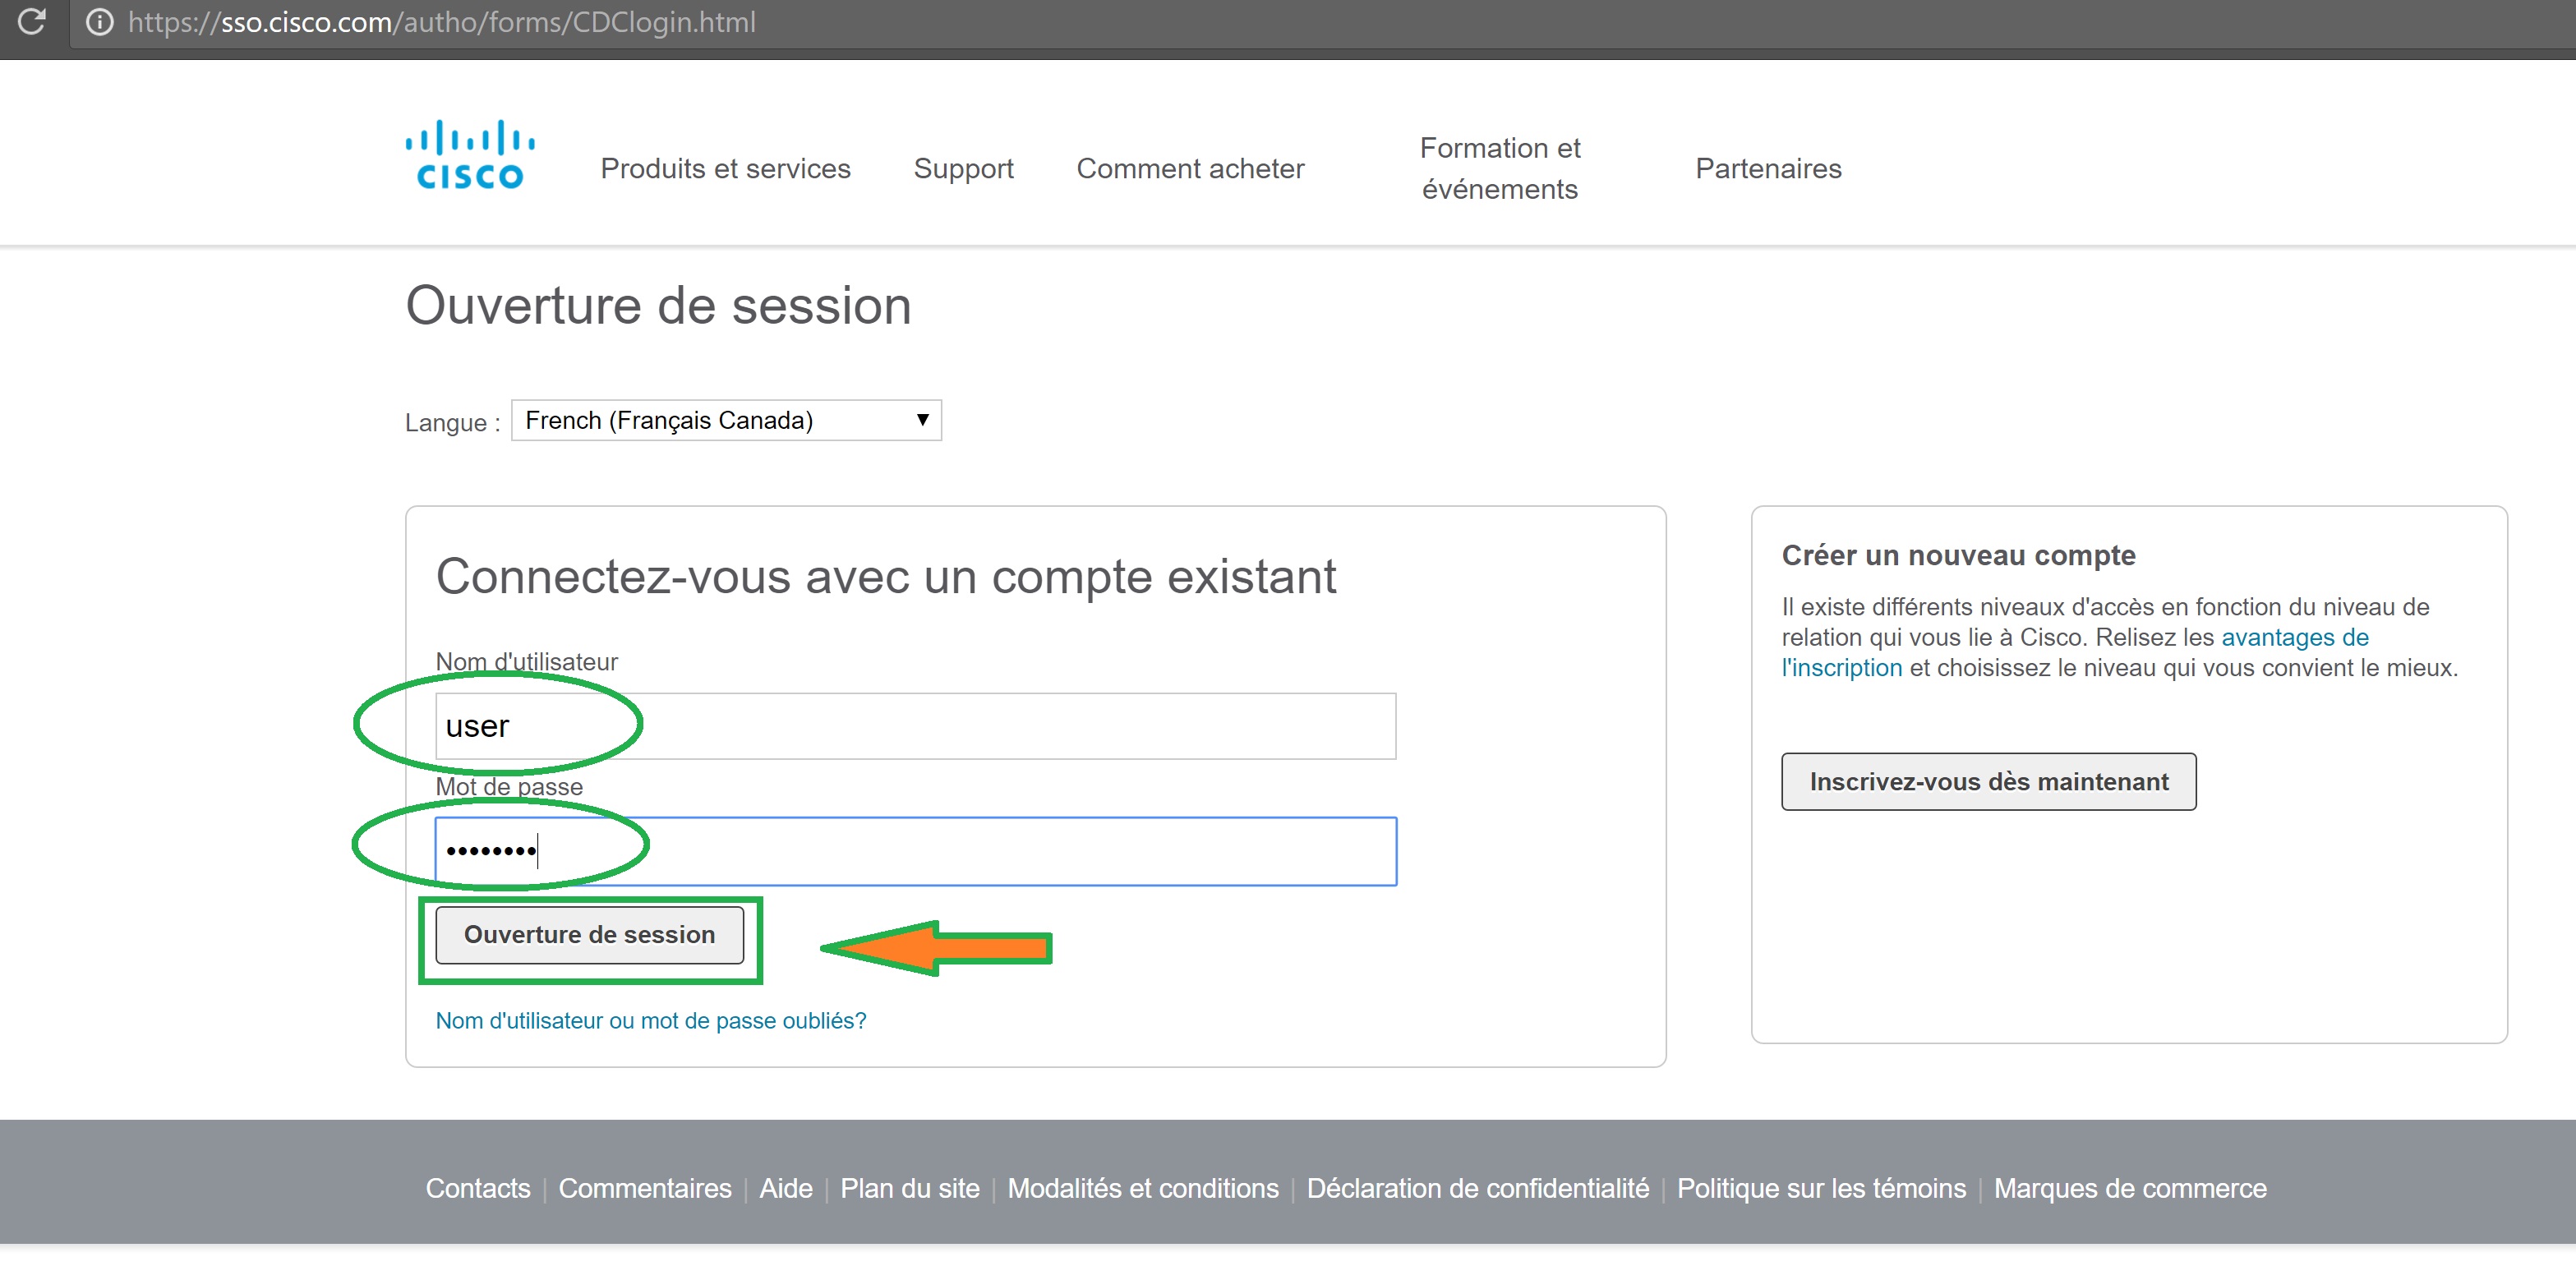 https://sso.cisco.com/autho/forms/CDClogin.html
CISCO
Produits et services
Support
Comment acheter
Formation et
événements
Partenaires
Ouverture de session
Langue :
French (Français Canada)
Connectez-vous avec un compte existant
Nom d'utilisateur
user
Mot de passe
••••••••
Ouverture de session
Nom d'utilisateur ou mot de passe oubliés?
Créer un nouveau compte
Il existe différents niveaux d'accès en fonction du niveau de
relation qui vous lie à Cisco. Relisez les avantages de
l'inscription et choisissez le niveau qui vous convient le mieux.
Inscrivez-vous dès maintenant
Contacts | Commentaires | Aide | Plan du site | Modalités et conditions | Déclaration de confidentialité | Politique sur les témoins | Marques de commerce